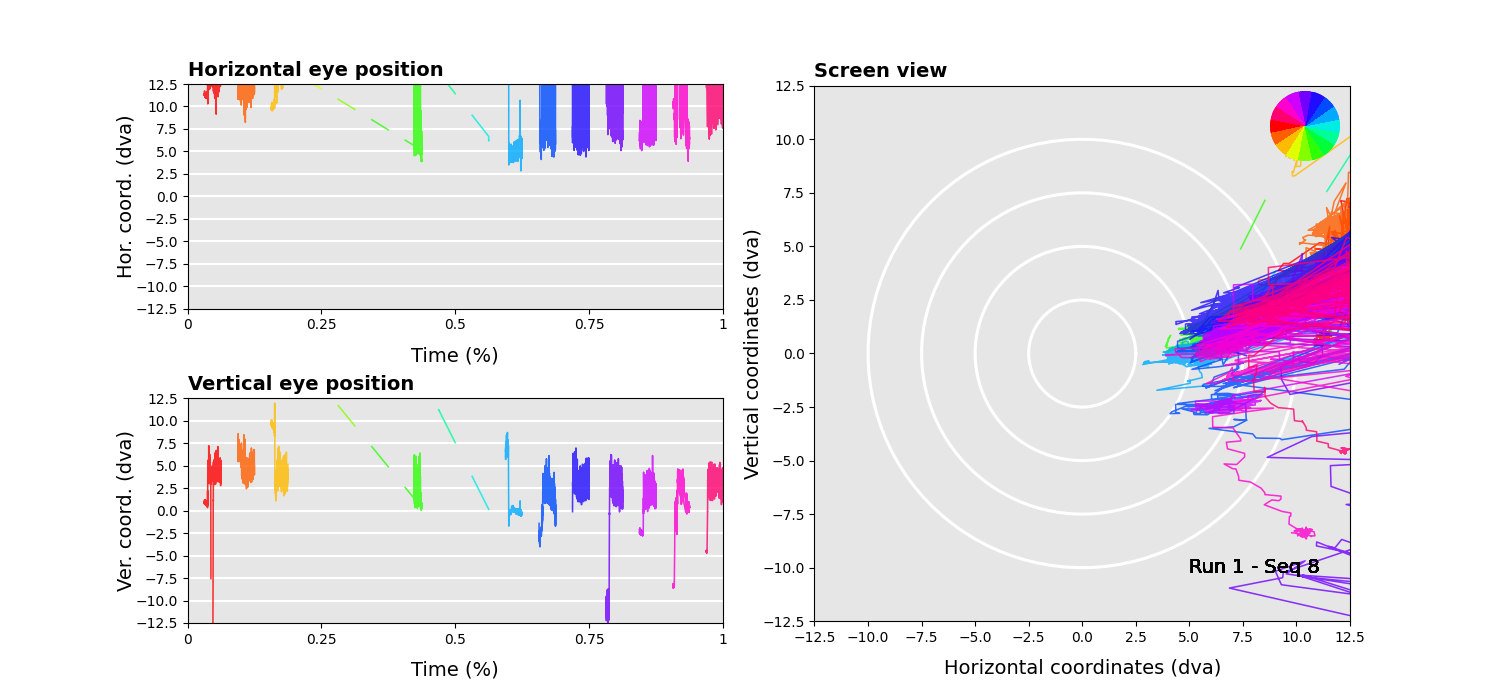 Horizontal eye position
Hor. coord. (dva)
12.5
10.0
7.5
5.0
2.5
0.0
−2.5
−5.0
−7.5
−10.0
−12.5
0 0.25 0.5 0.75 1
Time (%)
Vertical eye position
Ver. coord. (dva)
12.5
10.0
7.5
5.0
2.5
0.0
−2.5
−5.0
−7.5
−10.0
−12.5
0 0.25 0.5 0.75 1
Time (%)
Screen view
Vertical coordinates (dva)
12.5
10.0
7.5
5.0
2.5
0.0
−2.5
−5.0
−7.5
−10.0
−12.5
Run 1 - Seq 8
−12.5 −10.0 −7.5 −5.0 −2.5 0.0 2.5 5.0 7.5 10.0 12.5
Horizontal coordinates (dva)